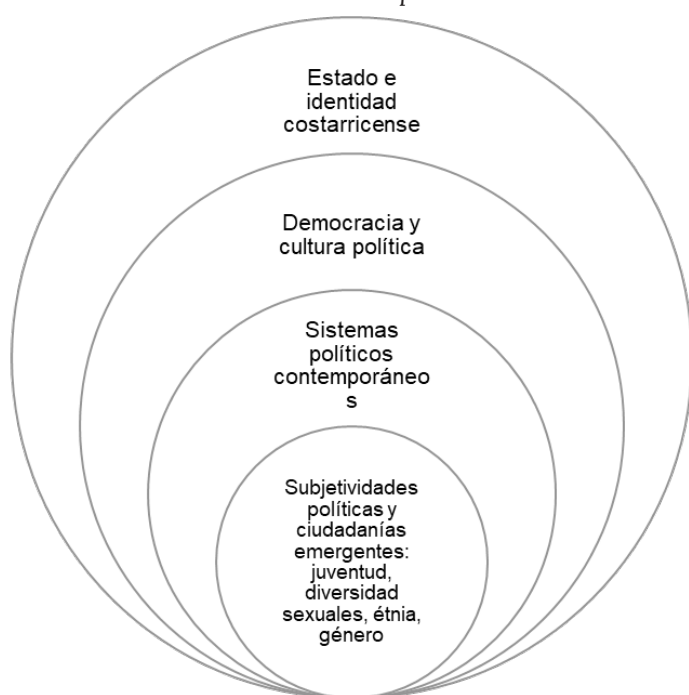 Estado e
identidad
costarricense
Democracia y
cultura política
Sistemas
políticos
contemporáneo
s
Subjetividades
políticas y
ciudadanías
emergentes:
juventud,
diversidad
sexuales, étnia,
género